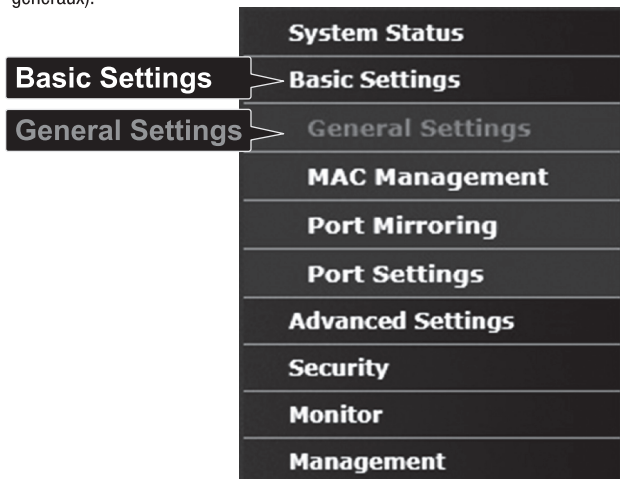 généraux).
System Status
Basic Settings
Basic Settings
General Settings
General Settings
MAC Management
Port Mirroring
Port Settings
Advanced Settings
Security
Monitor
Management